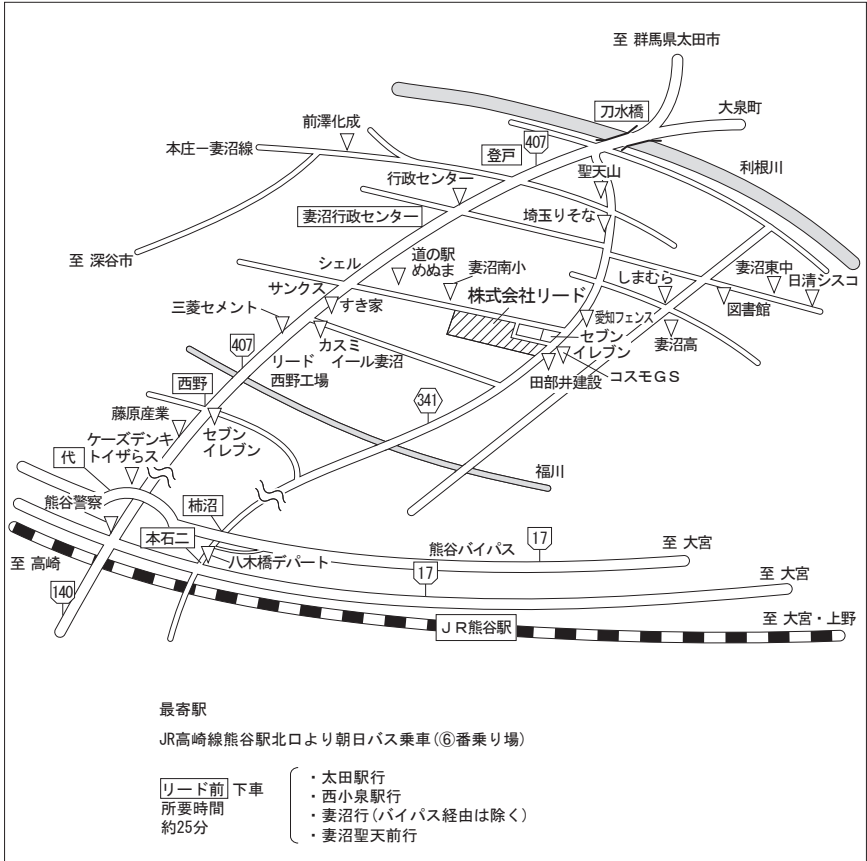 至 群馬県太田市
刀水橋
大泉町
前澤化成
407
本庄ー妻沼線
登戸
聖天山
利根川
行政センター
妻沼行政センター
埼玉りそな
至 深谷市
シェル
道の駅
めぬま
妻沼南小
しまむら
妻沼東中
日清シスコ
サンクス
すき家
株式会社リード
三菱セメント
愛知フェンス
図書館
カスミ
イール妻沼
セブン
イレブン
妻沼高
407
リード
西野工場
田部井建設
コスモGS
西野
341
藤原産業
セブン
イレブン
ケーズデンキ
トイザらス
代
福川
熊谷警察
柿沼
本石二
熊谷バイパス
17
至 大宮
至 高崎
八木橋デパート
17
至 大宮
140
JR熊谷駅
至 大宮・上野
最寄駅
JR高崎線熊谷駅北口より朝日バス乗車(⑥番乗り場)
リード前 下車
所要時間
約25分
・太田駅行
・西小泉駅行
・妻沼行(バイパス経由は除く)
・妻沼聖天前行